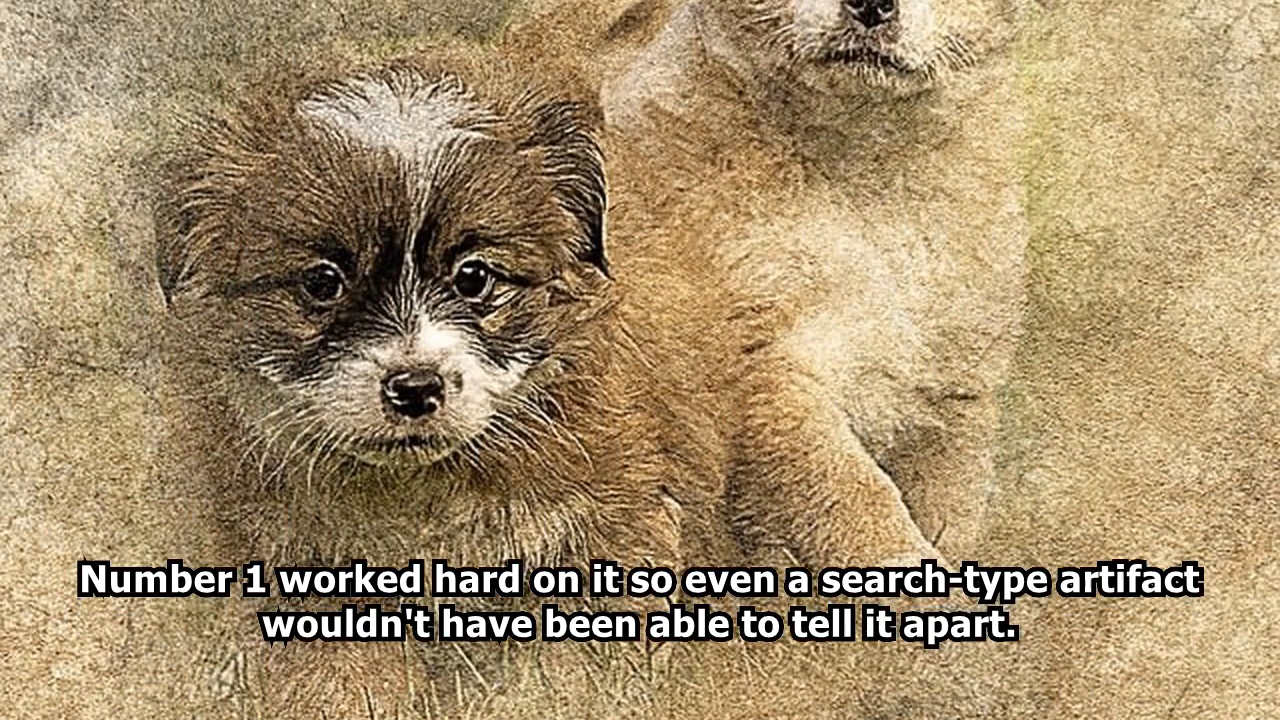 Number 1 worked hard on it so even a search-type artifact
wouldn't have been able to tell it apart.